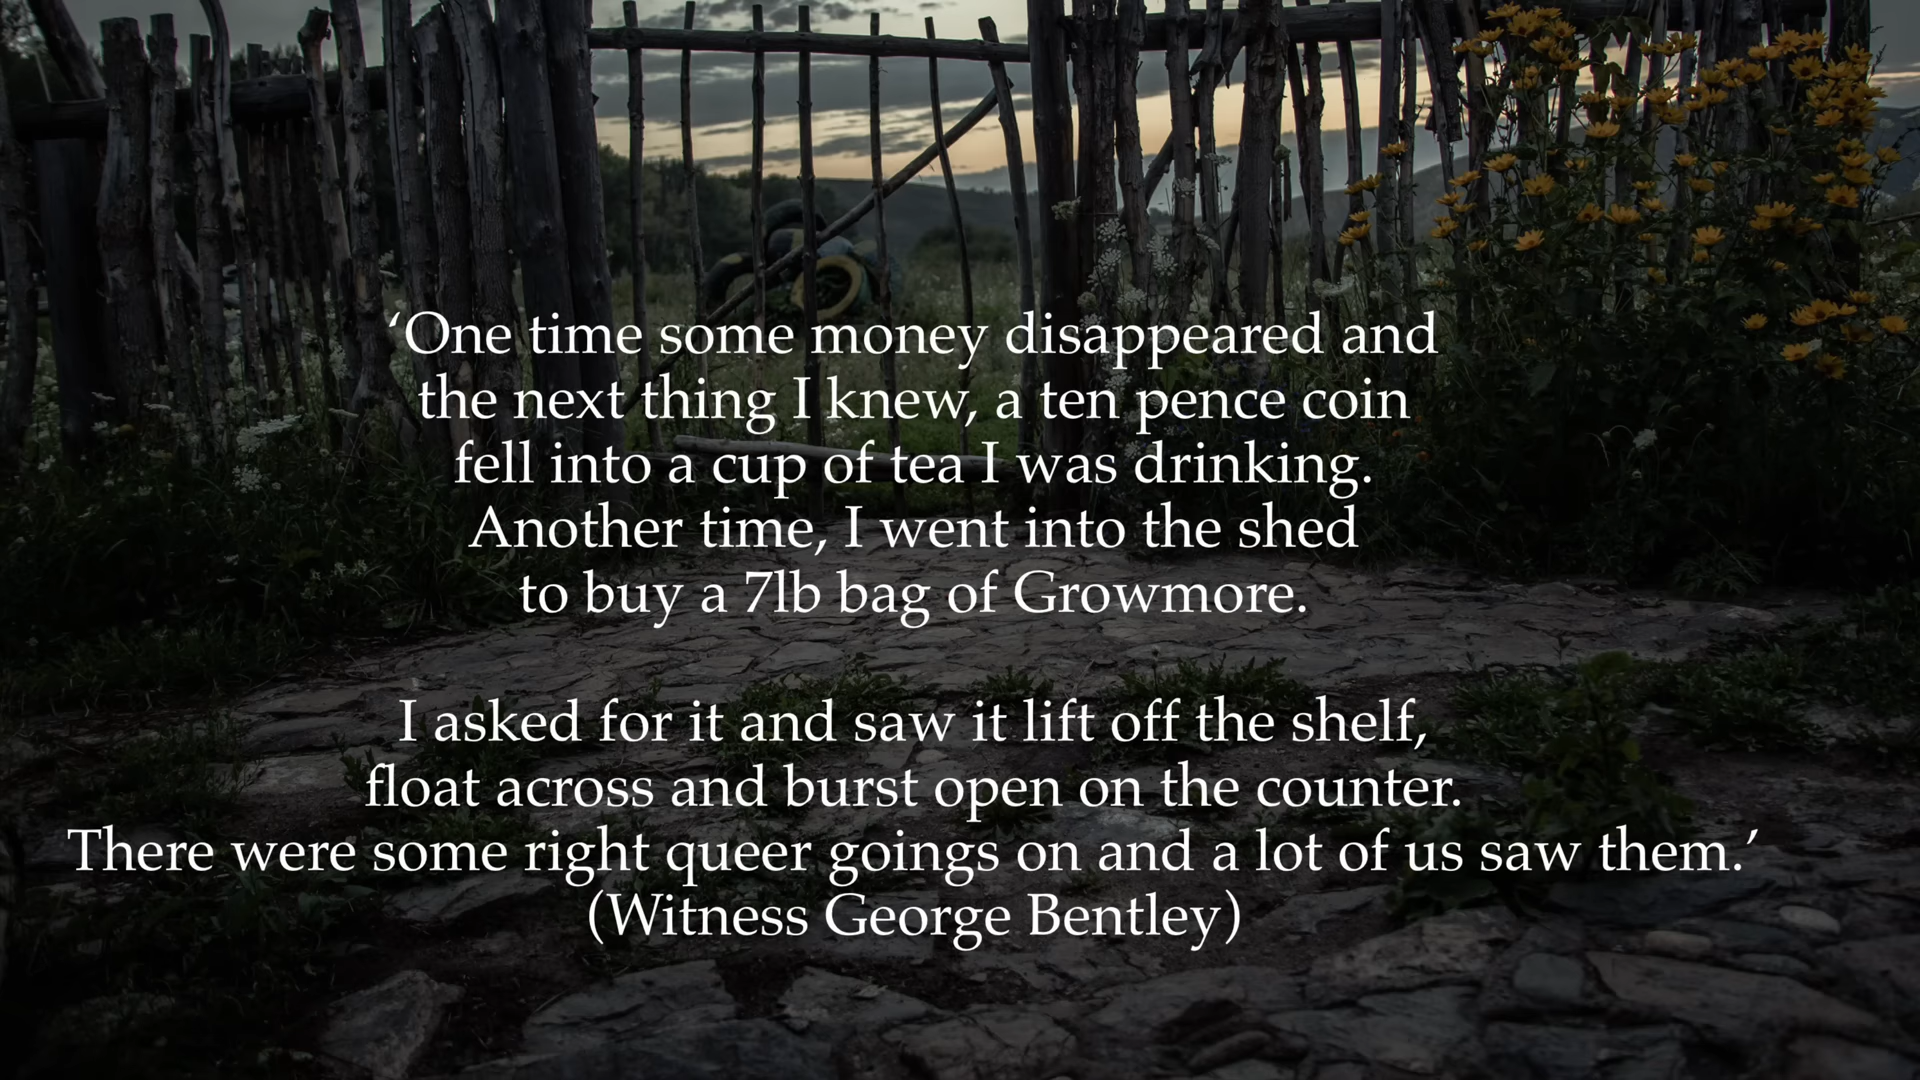 ‘One time some money disappeared and
the next thing I knew, a ten pence coin
fell into a cup of tea I was drinking.
Another time, I went into the shed
to buy a 7lb bag of Growmore.
I asked for it and saw it lift off the shelf,
float across and burst open on the counter.
There were some right queer goings on and a lot of us saw them.’
(Witness George Bentley)